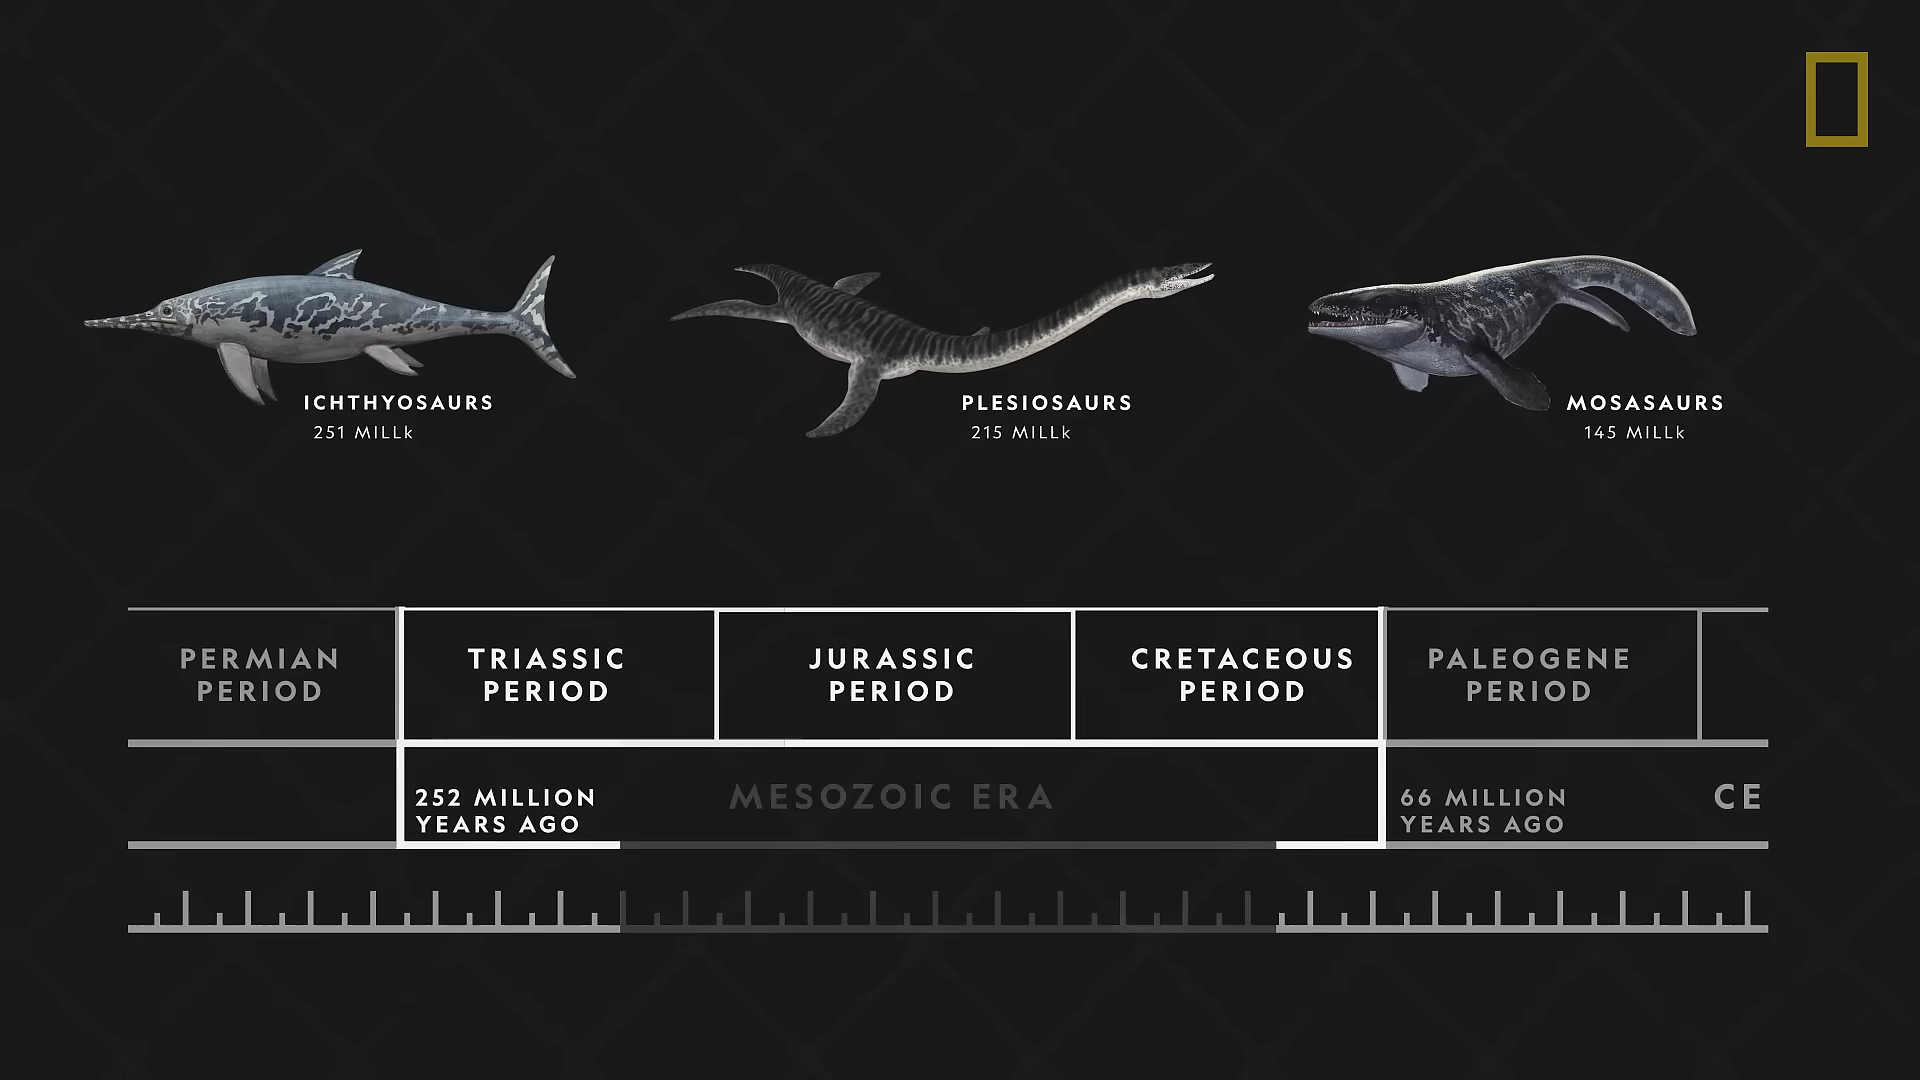 ICHTHYOSAURS
251 MILLk
PLESIOSAURS
215 MILLk
MOSASAURS
145 MILLk
PERMIAN
PERIOD
TRIASSIC
PERIOD
JURASSIC
PERIOD
CRETACEOUS
PERIOD
PALEOGENE
PERIOD
252 MILLION
YEARS AGO
MESOZOIC ERA
66 MILLION
YEARS AGO
CE